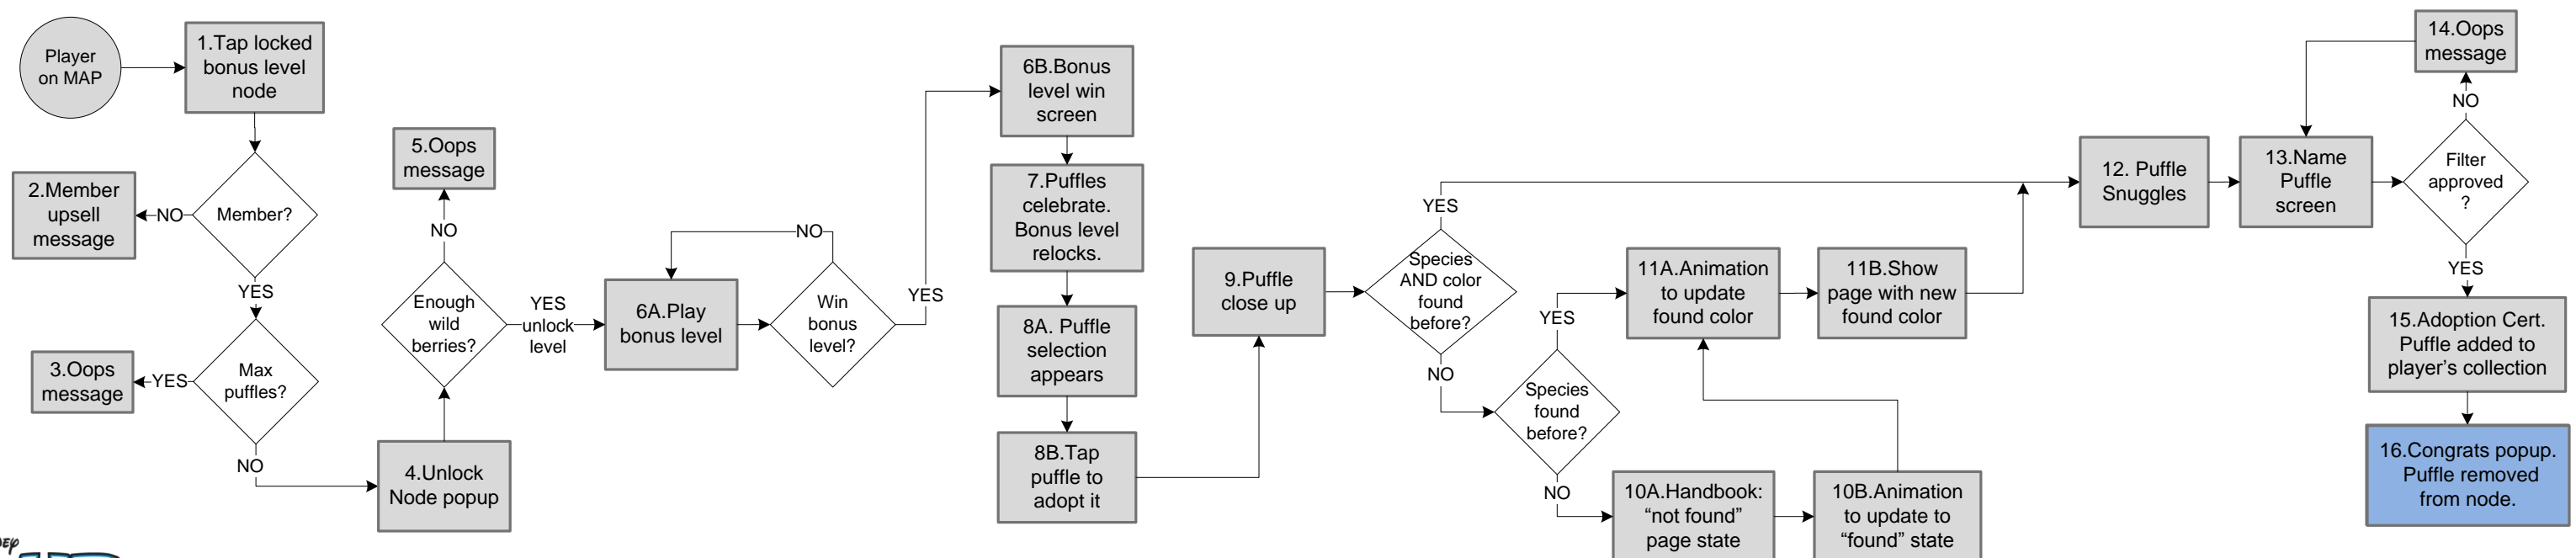 Player
on MAP
1.Tap locked
bonus level
node
Member?
NO
2.Member
upsell
message
YES
Max
puffles?
YES
3.Oops
message
NO
4.Unlock
Node popup
Enough
wild
berries?
NO
5.Oops
message
YES
unlock
level
6A.Play
bonus level
Win
bonus
level?
NO
YES
6B.Bonus
level win
screen
7.Puffles
celebrate.
Bonus level
relocks.
8A. Puffle
selection
appears
8B.Tap
puffle to
adopt it
9.Puffle
close up
Species
AND color
found
before?
YES
NO
Species
found
before?
YES
NO
10A.Handbook:
“not found”
page state
10B.Animation
to update to
“found” state
11A.Animation
to update
found color
11B.Show
page with new
found color
12. Puffle
Snuggles
13.Name
Puffle
screen
Filter
approved
?
NO
14.Oops
message
YES
15.Adoption Cert.
Puffle added to
player’s collection
16.Congrats popup.
Puffle removed
from node.